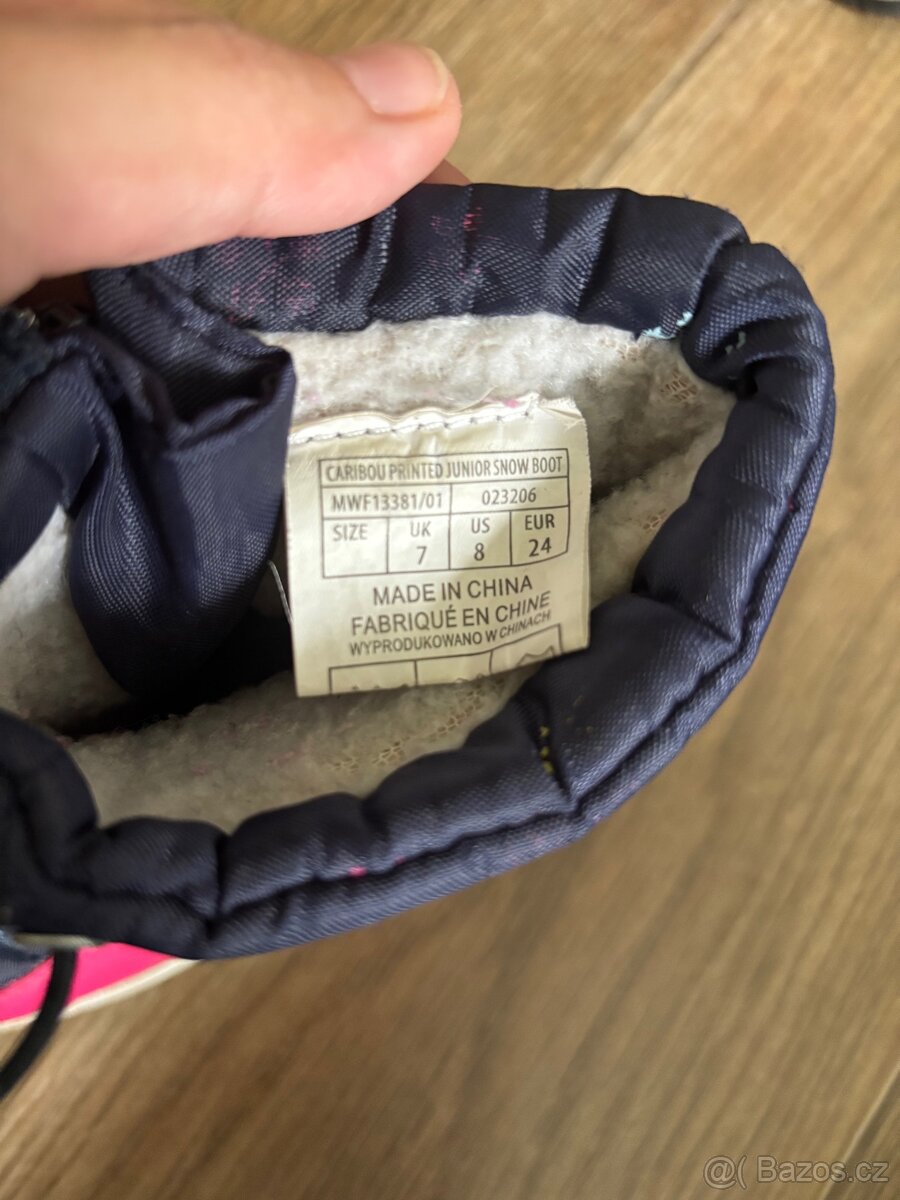 CARIBOU PRINTED JUNIOR SNOW BOOT
MWF13381/01 023206
SIZE UK US EUR
7 8 24
MADE IN CHINA
FABRIQUÉ EN CHINE
WYPRODUKOWANO W CHINACH
@( Bazos.cz